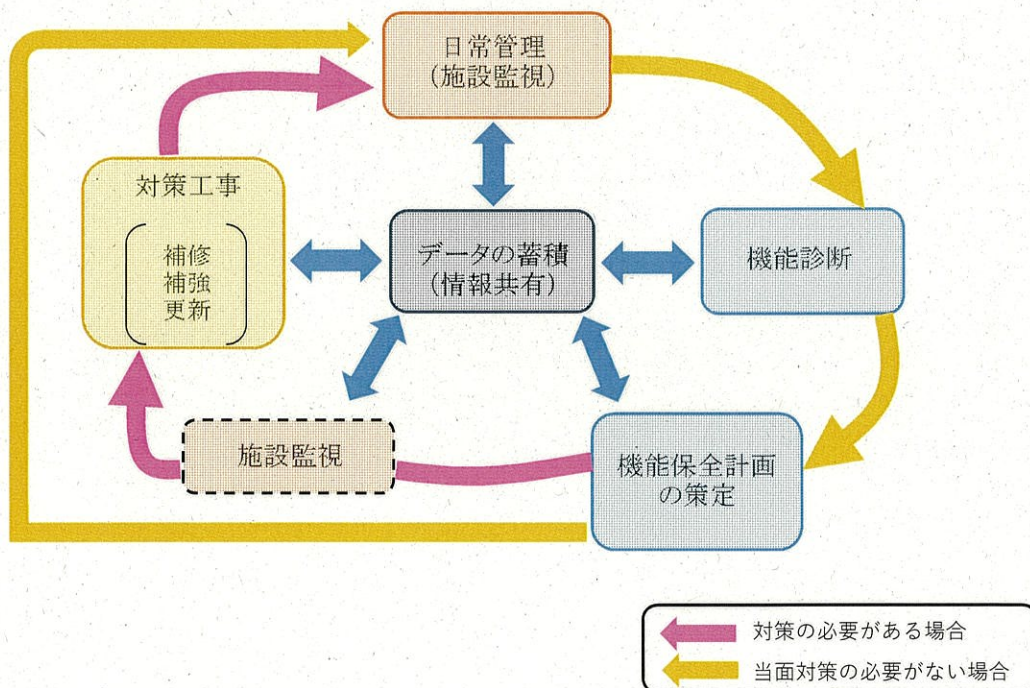 日常管理
(施設監視)
対策工事
補修
補強
更新
データの蓄積
(情報共有)
機能診断
施設監視
機能保全計画
の策定
対策の必要がある場合
当面対策の必要がない場合